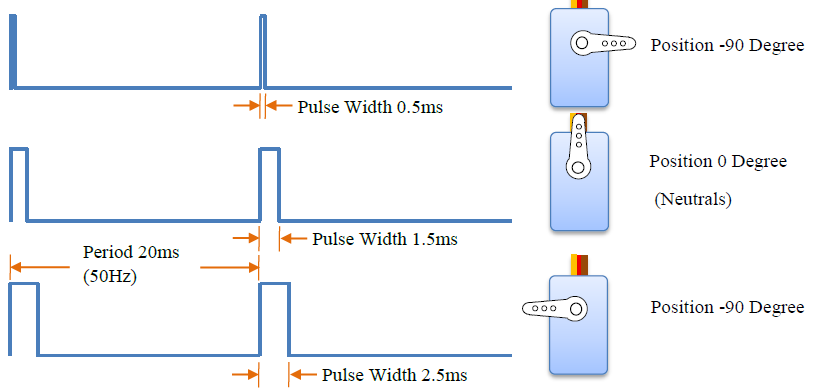 Position -90 Degree
Pulse Width 0.5ms
Position 0 Degree
(Neutrals)
Pulse Width 1.5ms
Period 20ms
(50Hz)
Position -90 Degree
Pulse Width 2.5ms